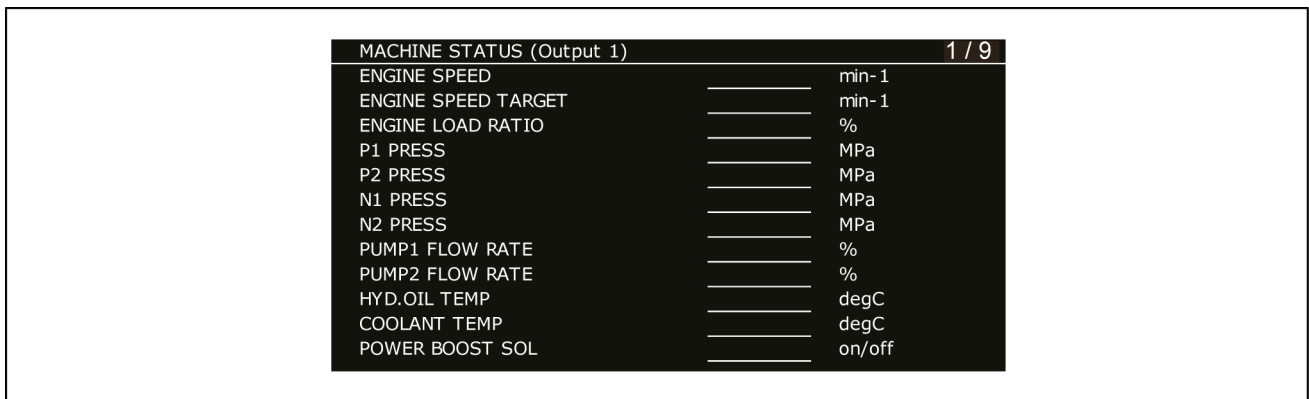 MACHINE STATUS (Output 1) 1 / 9
ENGINE SPEED min-1
ENGINE SPEED TARGET min-1
ENGINE LOAD RATIO %
P1 PRESS MPa
P2 PRESS MPa
N1 PRESS MPa
N2 PRESS MPa
PUMP1 FLOW RATE %
PUMP2 FLOW RATE %
HYD.OIL TEMP degC
COOLANT TEMP degC
POWER BOOST SOL on/off